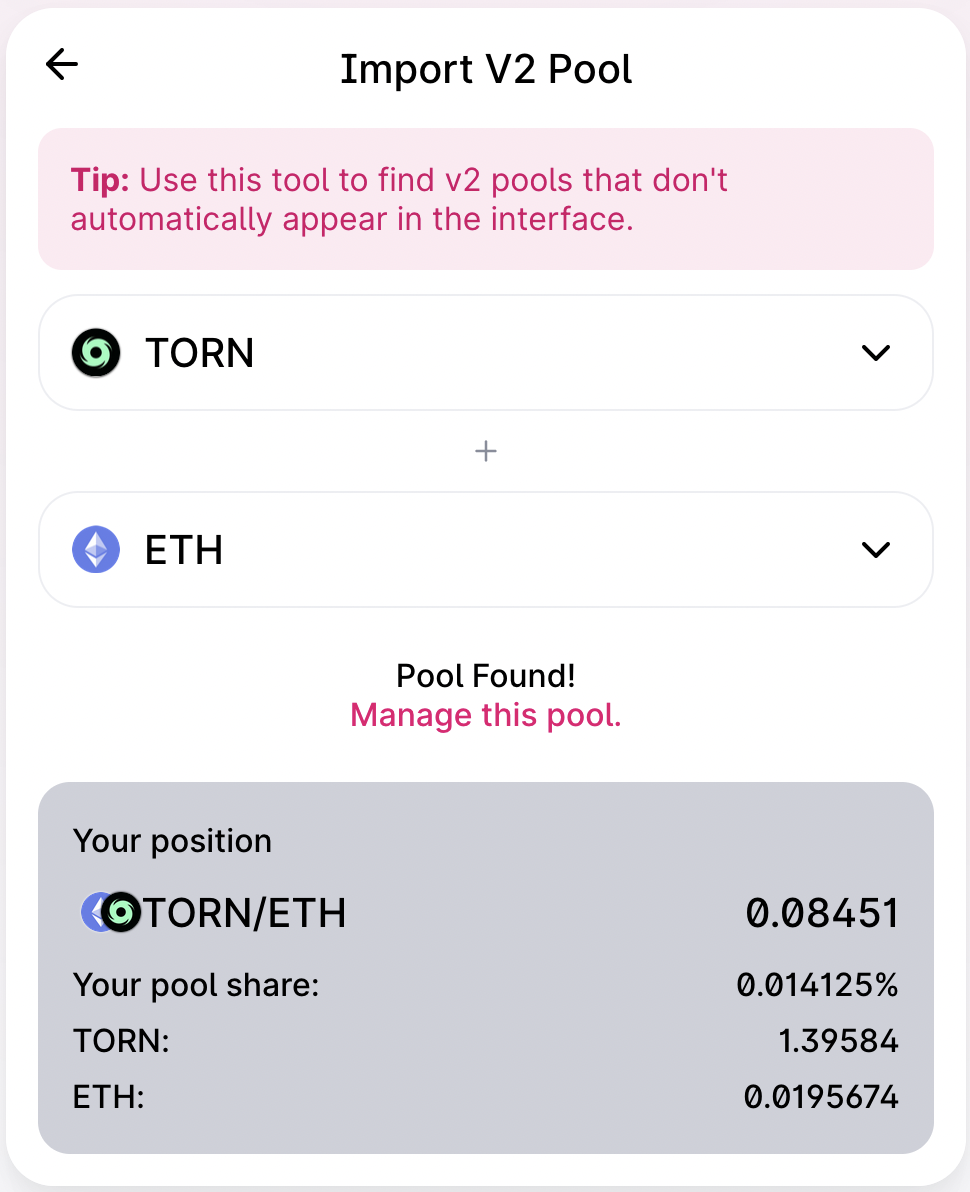 Import V2 Pool
Tip: Use this tool to find v2 pools that don't
automatically appear in the interface.
TORN
+
ETH
Pool Found!
Manage this pool.
Your position
TORN/ETH 0.08451
Your pool share: 0.014125%
TORN: 1.39584
ETH: 0.0195674